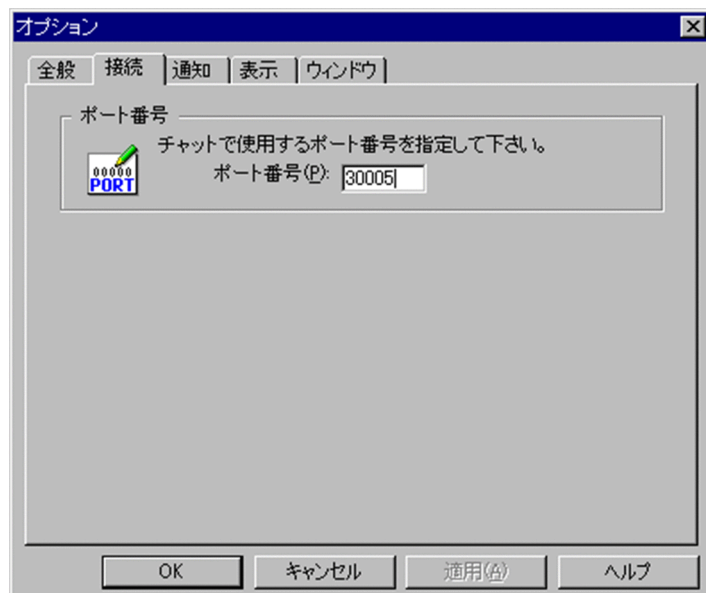 オプション
全般 接続 通知 表示 ウィンドウ
ポート番号
チャットで使用するポート番号を指定して下さい。
00000
PORT
ポート番号(P): 30005
OK キャンセル 適用(A) ヘルプ